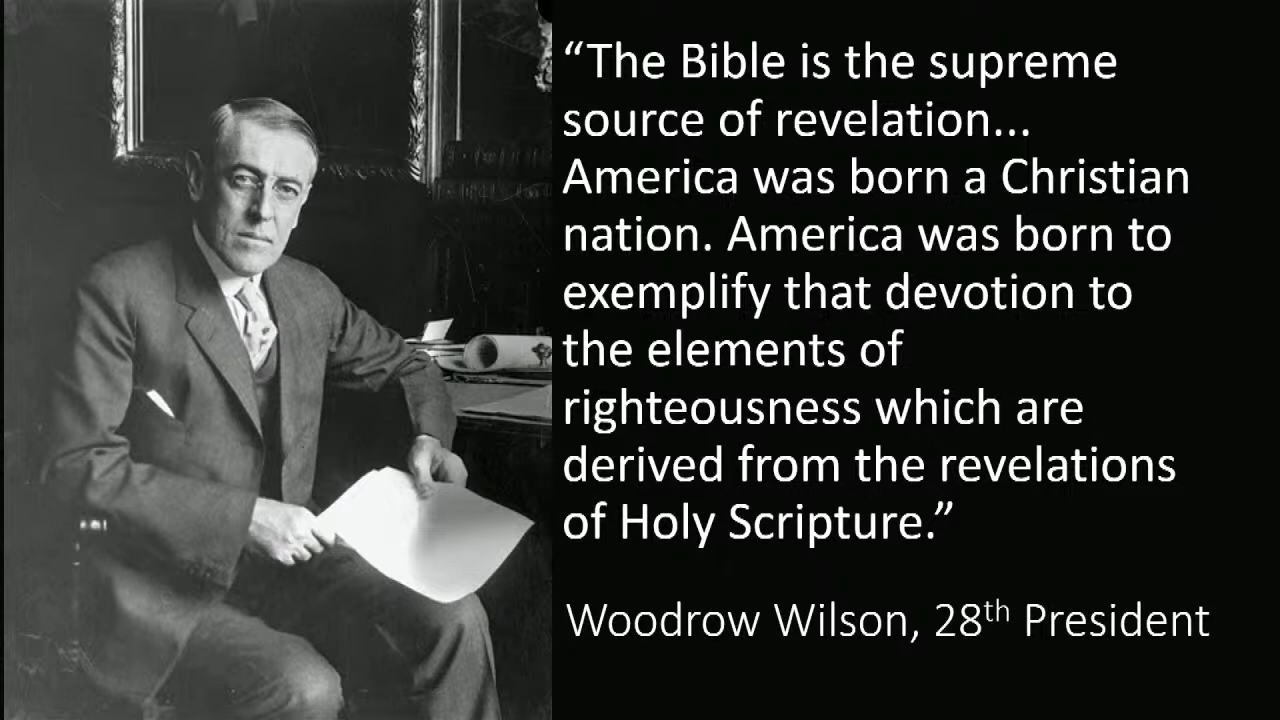 “The Bible is the supreme
source of revelation...
America was born a Christian
nation. America was born to
exemplify that devotion to
the elements of
righteousness which are
derived from the revelations
of Holy Scripture.”
Woodrow Wilson, 28th President